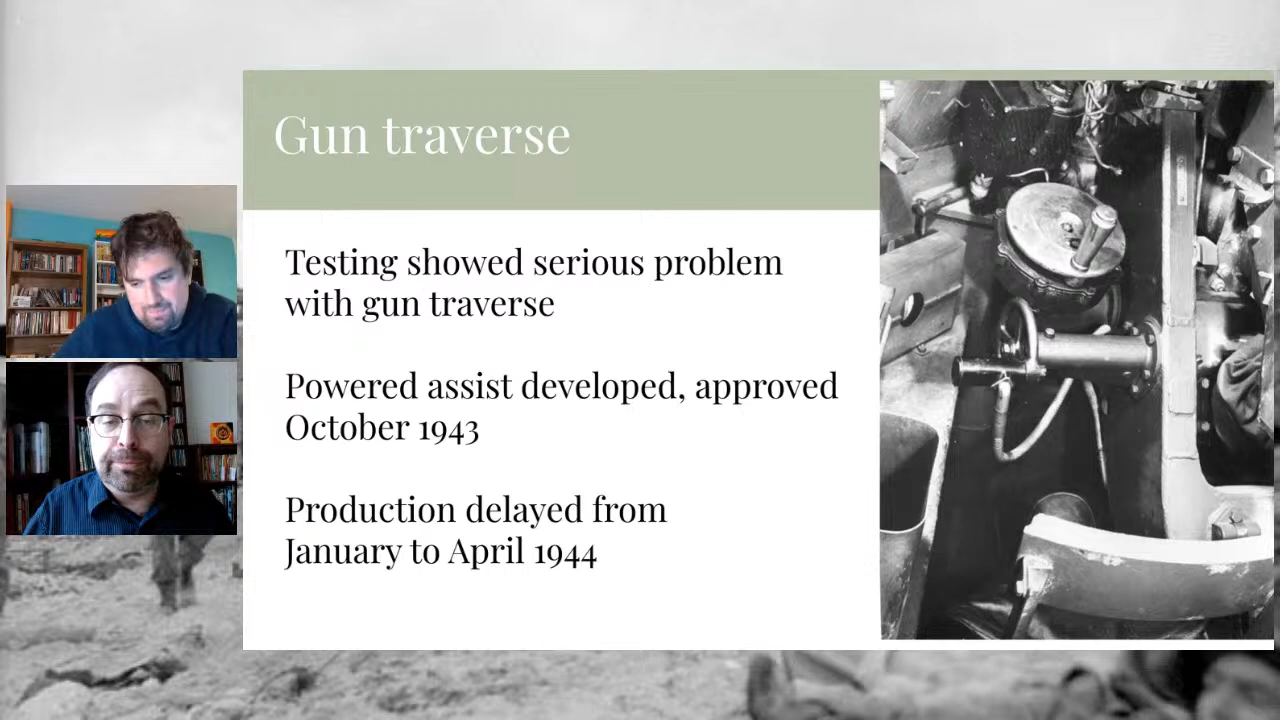 Gun traverse
Testing showed serious problem
with gun traverse
Powered assist developed, approved
October 1943
Production delayed from
January to April 1944